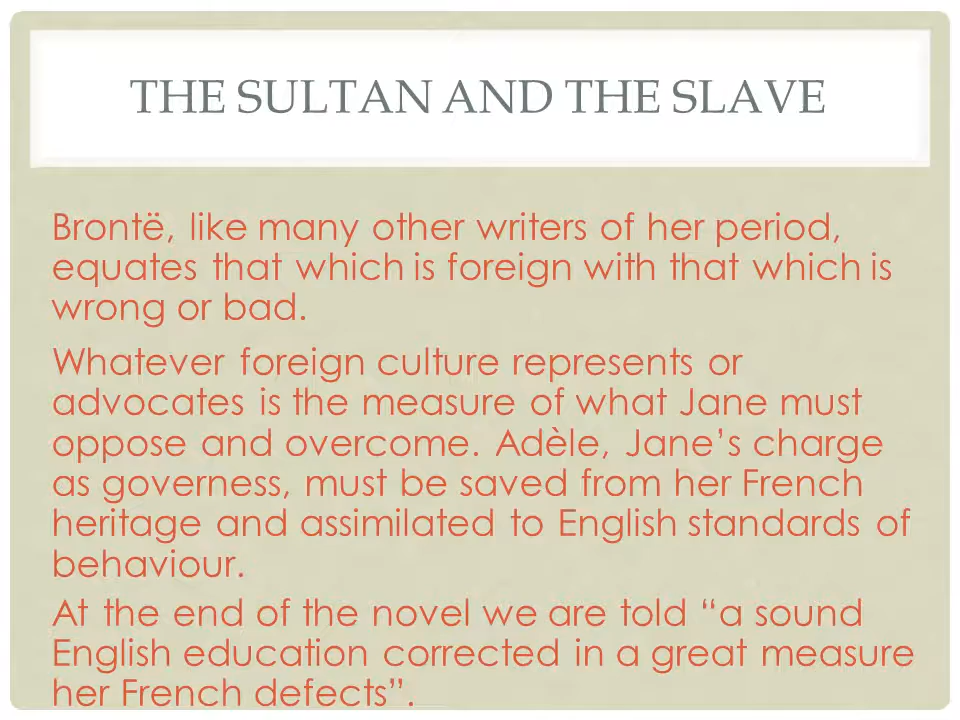 THE SULTAN AND THE SLAVE
Brontë, like many other writers of her period,
equates that which is foreign with that which is
wrong or bad.
Whatever foreign culture represents or
advocates is the measure of what Jane must
oppose and overcome. Adèle, Jane’s charge
as governess, must be saved from her French
heritage and assimilated to English standards of
behaviour.
At the end of the novel we are told “a sound
English education corrected in a great measure
her French defects”.